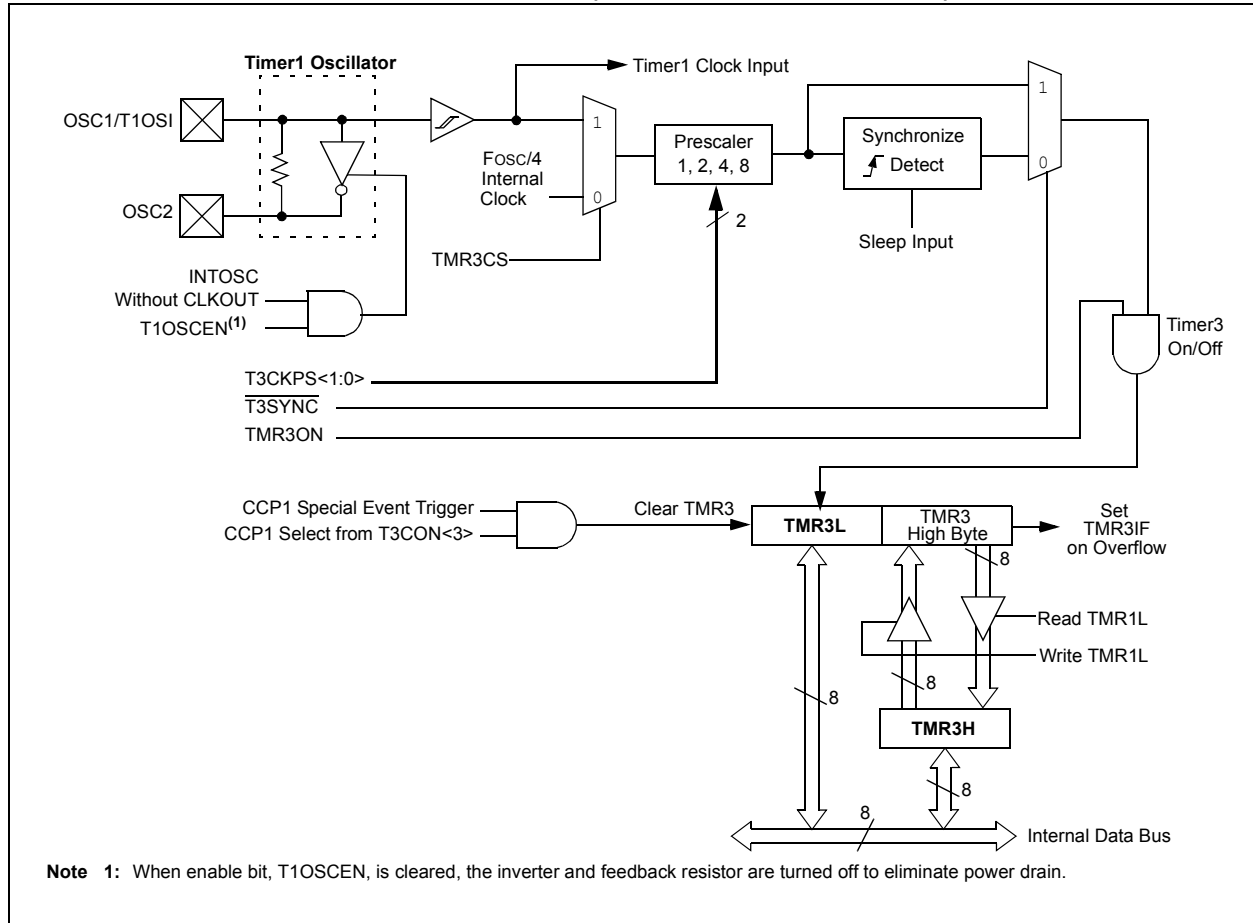 Timer1 Oscillator
Timer1 Clock Input
OSC1/T1OSI
1
FOSC/4
Internal
Clock
0
Prescaler
1, 2, 4, 8
Synchronize
Detect
1
0
OSC2
2
Sleep Input
TMR3CS
INTOSC
Without CLKOUT
T1OSCEN(1)
Timer3
On/Off
T3CKPS<1:0>
T3SYNC
TMR3ON
CCP1 Special Event Trigger
CCP1 Select from T3CON<3>
Clear TMR3
TMR3L
TMR3
High Byte
Set
TMR3IF
on Overflow
8
Read TMR1L
Write TMR1L
8
8
TMR3H
8
8
Internal Data Bus
Note 1: When enable bit, T1OSCEN, is cleared, the inverter and feedback resistor are turned off to eliminate power drain.